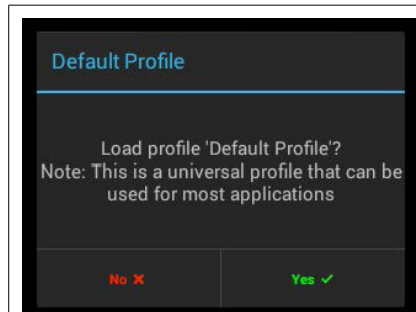 Default Profile
Load profile 'Default Profile'?
Note: This is a universal profile that can be
used for most applications
No ✕
Yes ✓